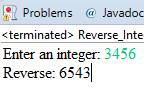 Problems @ Javadoc
<terminated> Reverse_Inte
Enter an integer: 3456
Reverse: 6543